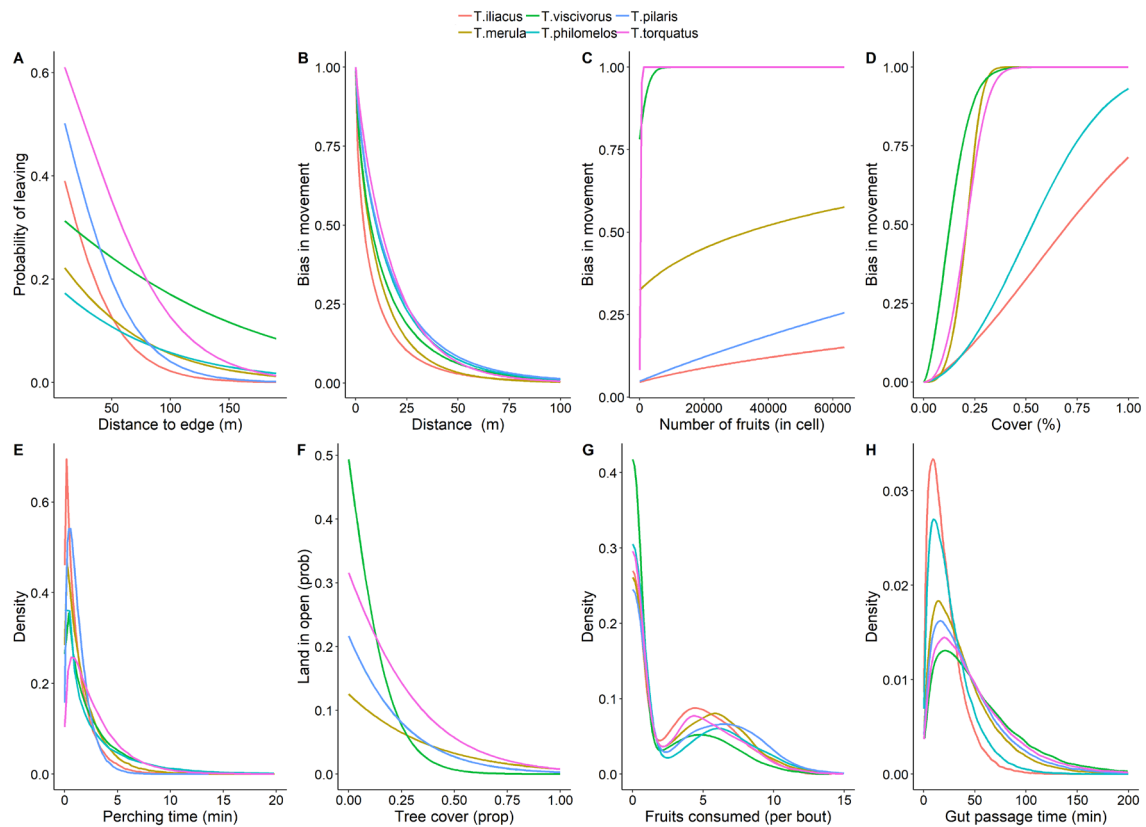 T.iliacus T.viscivorus T.pilaris
T.merula T.philomelos T.torquatus
A
Probability of leaving
0.6
0.4
0.2
0.0
50 100 150
Distance to edge (m)
B
Bias in movement
1.00
0.75
0.50
0.25
0.00
0 25 50 75 100
Distance (m)
C
Bias in movement
1.00
0.75
0.50
0.25
0.00
0 20000 40000 60000
Number of fruits (in cell)
D
Bias in movement
1.00
0.75
0.50
0.25
0.00
0.00 0.25 0.50 0.75 1.00
Cover (%)
E
Density
0.6
0.4
0.2
0.0
0 5 10 15 20
Perching time (min)
F
Land in open (prob)
0.5
0.4
0.3
0.2
0.1
0.0
0.00 0.25 0.50 0.75 1.00
Tree cover (prop)
G
Density
0.4
0.3
0.2
0.1
0.0
0 5 10 15
Fruits consumed (per bout)
H
Density
0.03
0.02
0.01
0.00
0 50 100 150 200
Gut passage time (min)